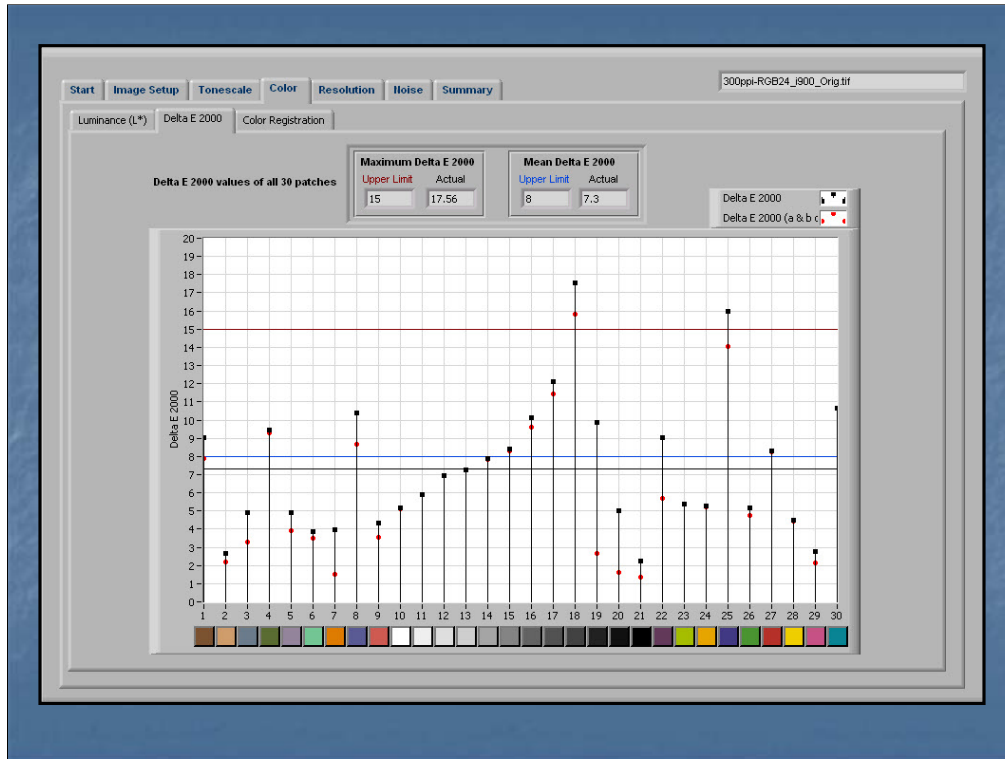 300ppi-RGB24_i900_Orig.tif
Start Image Setup Tonescale Color Resolution Noise Summary
Luminance (L*) Delta E 2000 Color Registration
Delta E 2000 values of all 30 patches
Maximum Delta E 2000
Upper Limit Actual
15 17.56
Mean Delta E 2000
Upper Limit Actual
8 7.3
Delta E 2000
Delta E 2000 (a & b c
Delta E 2000
20
19
18
17
16
15
14
13
12
11
10
9
8
7
6
5
4
3
2
1
0
1 2 3 4 5 6 7 8 9 10 11 12 13 14 15 16 17 18 19 20 21 22 23 24 25 26 27 28 29 30